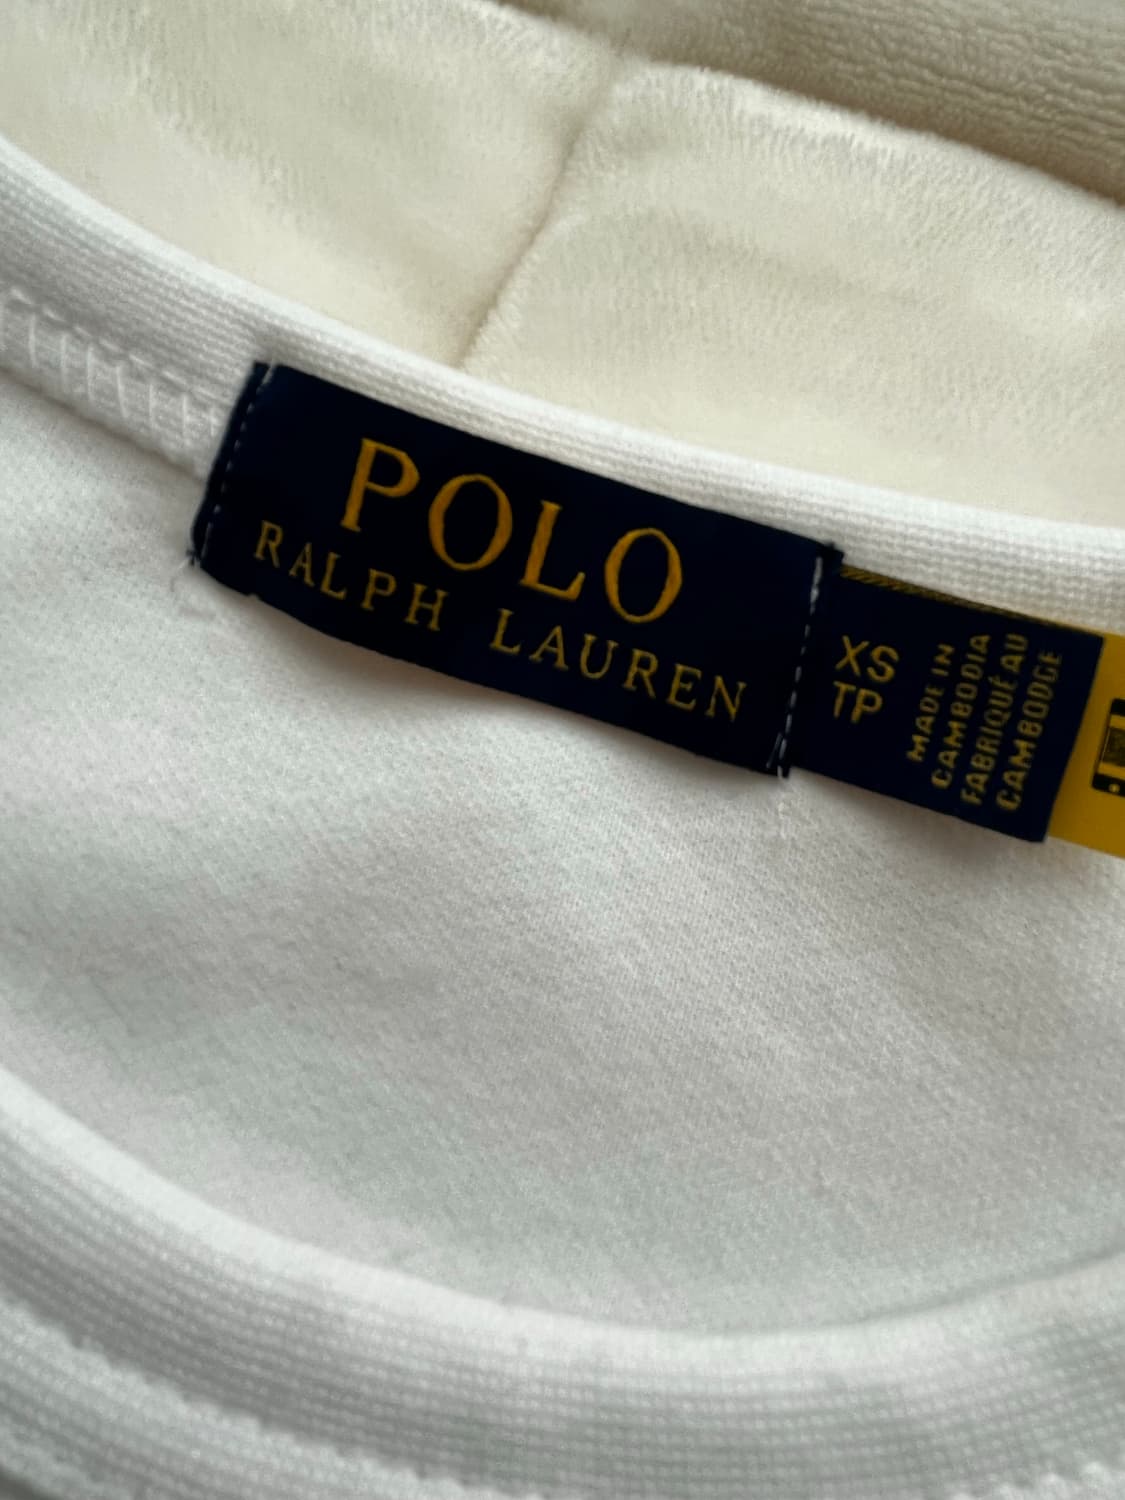 POLO
RALPH LAUREN
XS
TP
MADE IN
CAMBODIA
FABRIQUÉ AU
CAMBODGE